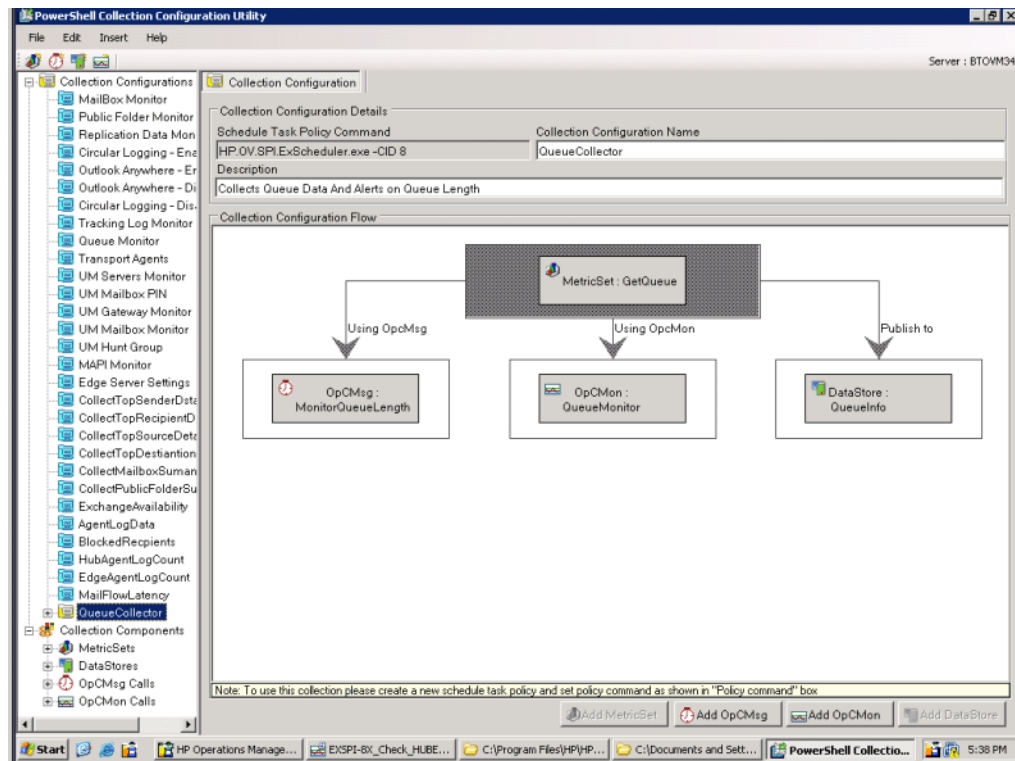 PowerShell Collection Configuration Utility
File Edit Insert Help
Server : BTOVM34
Collection Configurations
MailBox Monitor
Public Folder Monitor
Replication Data Mon
Circular Logging - Ena
Outlook Anywhere - Er
Outlook Anywhere - Di
Circular Logging - Dis
Tracking Log Monitor
Queue Monitor
Transport Agents
UM Servers Monitor
UM Mailbox PIN
UM Gateway Monitor
UM Mailbox Monitor
UM Hunt Group
MAPI Monitor
Edge Server Settings
CollectTopSenderDsta
CollectTopRecipientD
CollectTopSourceDeta
CollectTopDestiantion
CollectMailboxSuman
CollectPublicFolderSu
ExchangeAvailability
AgentLogData
BlockedRecpients
HubAgentLogCount
EdgeAgentLogCount
MailFlowLatency
QueueCollector
Collection Components
MetricSets
DataStores
OpCMsg Calls
OpCMon Calls
Collection Configuration
Collection Configuration Details
Schedule Task Policy Command Collection Configuration Name
HP.OV.SPI.ExScheduler.exe -CID 8 QueueCollector
Description
Collects Queue Data And Alerts on Queue Length
Collection Configuration Flow
MetricSet : GetQueue
Using OpcMsg Using OpcMon Publish to
OpCMsg :
MonitorQueueLength
OpCMon :
QueueMonitor
DataStore :
QueueInfo
Note: To use this collection please create a new schedule task policy and set policy command as shown in "Policy command" box
Add MetricSet Add OpCMsg Add OpCMon Add DataStore
Start HP Operations Manage... EXSPI-8X_Check_HUBE... C:\Program Files\HP\HP... C:\Documents and Sett... PowerShell Collectio... 5:38 PM